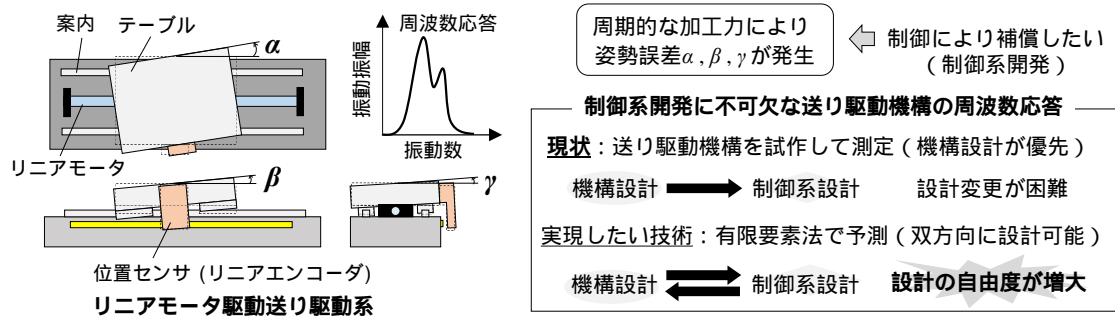 案内
テーブル
α
周波数応答
振動振幅
振動数
リニアモータ
β
γ
位置センサ (リニアエンコーダ)
リニアモータ駆動送り駆動系
周期的な加工力により
姿勢誤差α , β , γ が発生
制御により補償したい
（制御系開発）
制御系開発に不可欠な送り駆動機構の周波数応答
現状：送り駆動機構を試作して測定（機構設計が優先）
機構設計 制御系設計 設計変更が困難
実現したい技術：有限要素法で予測（双方向に設計可能）
機構設計 制御系設計 設計の自由度が増大